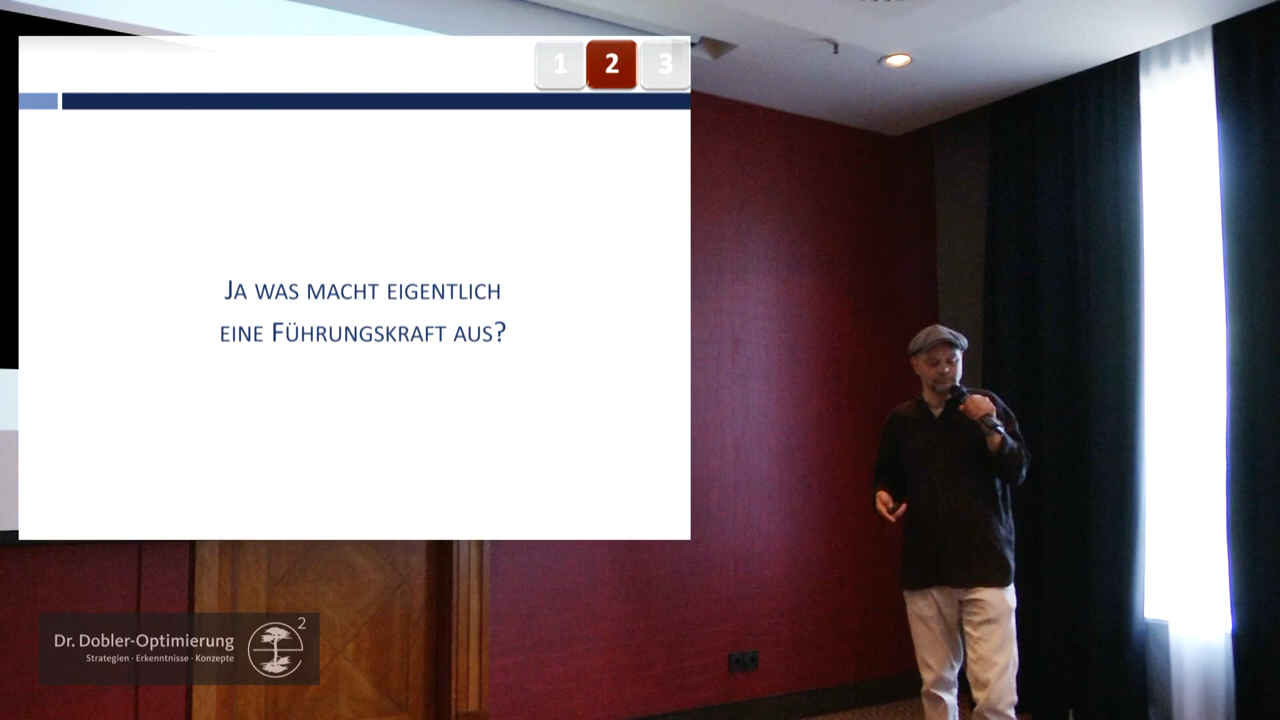 1 2 3
Ja was macht eigentlich
eine Führungskraft aus?
Dr. Dobler-Optimierung 2
Strategien · Erkenntnisse · Konzepte